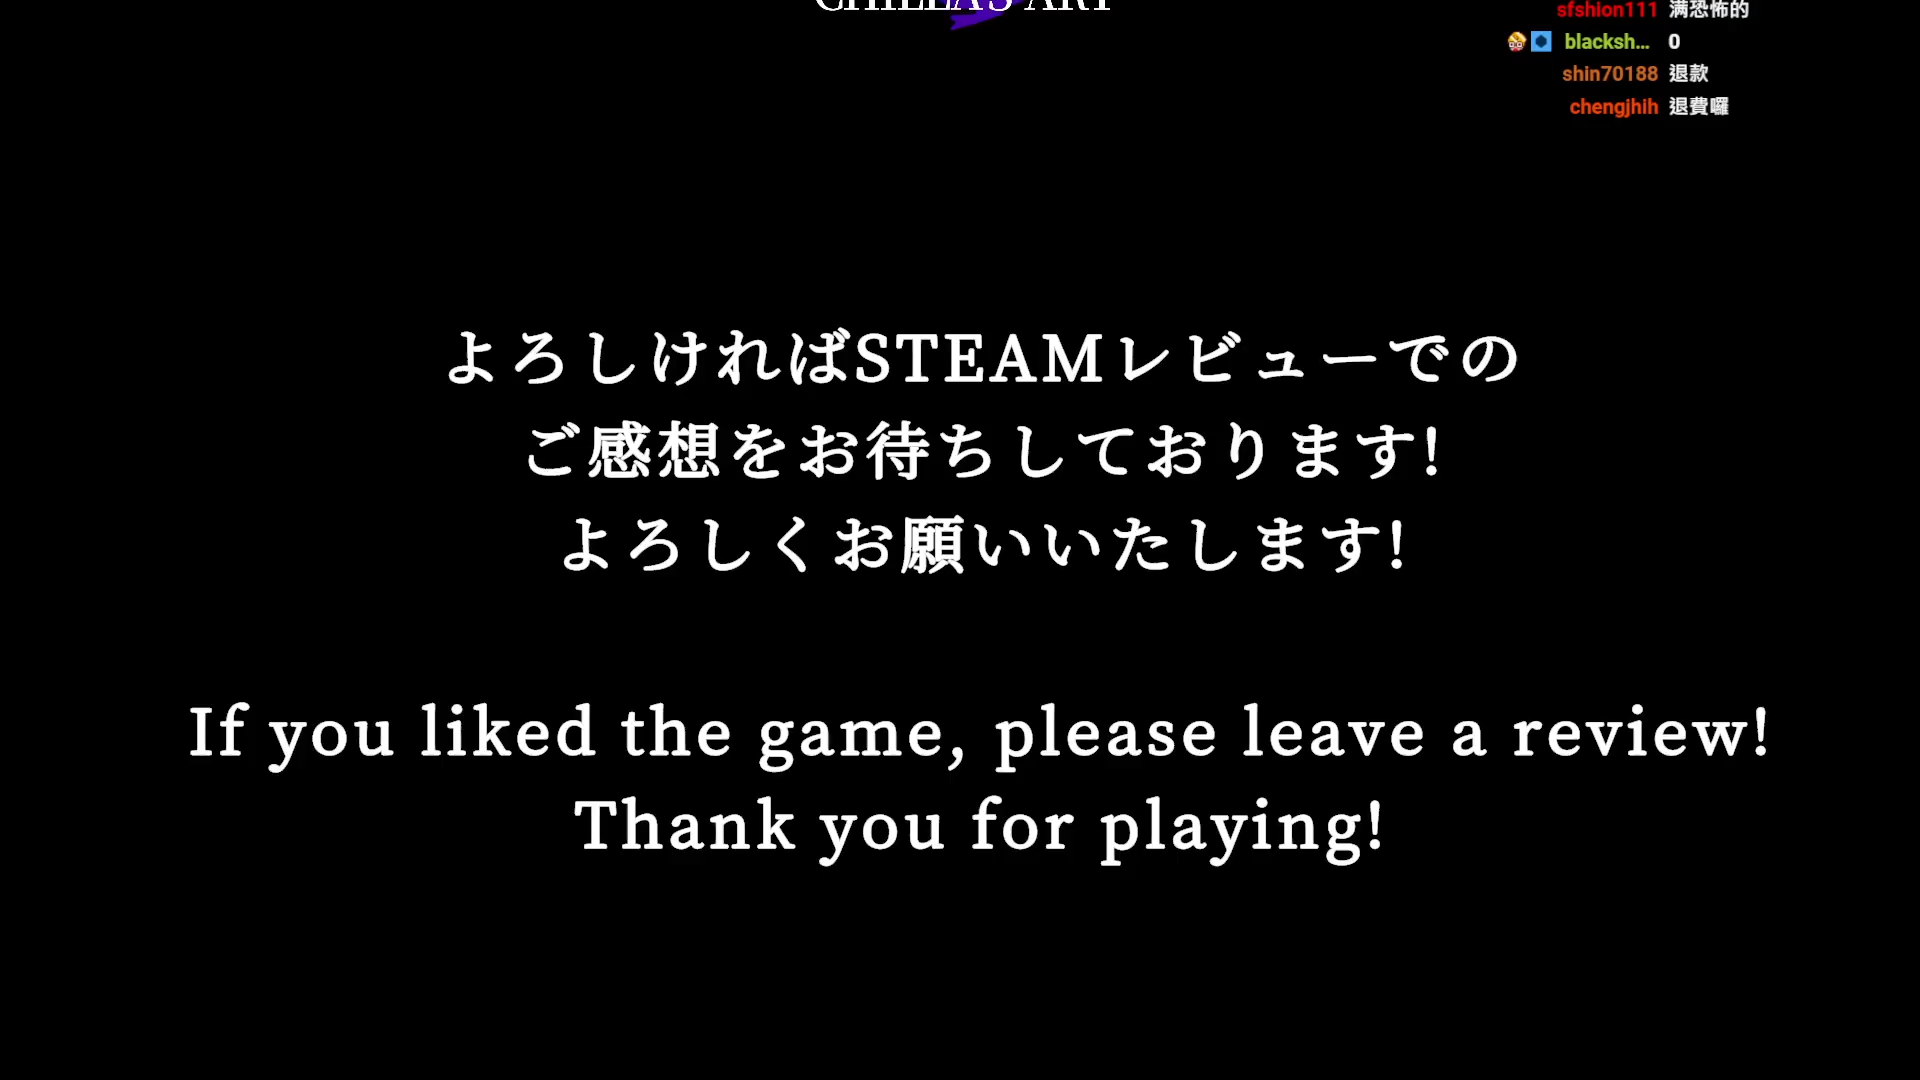 CHILLA'S ART
sfshion111 满恐怖的
blacksh... 0
shin70188 退款
chengjhih 退費囉
よろしければSTEAMレビューでの
ご感想をお待ちしております!
よろしくお願いいたします!
If you liked the game, please leave a review!
Thank you for playing!